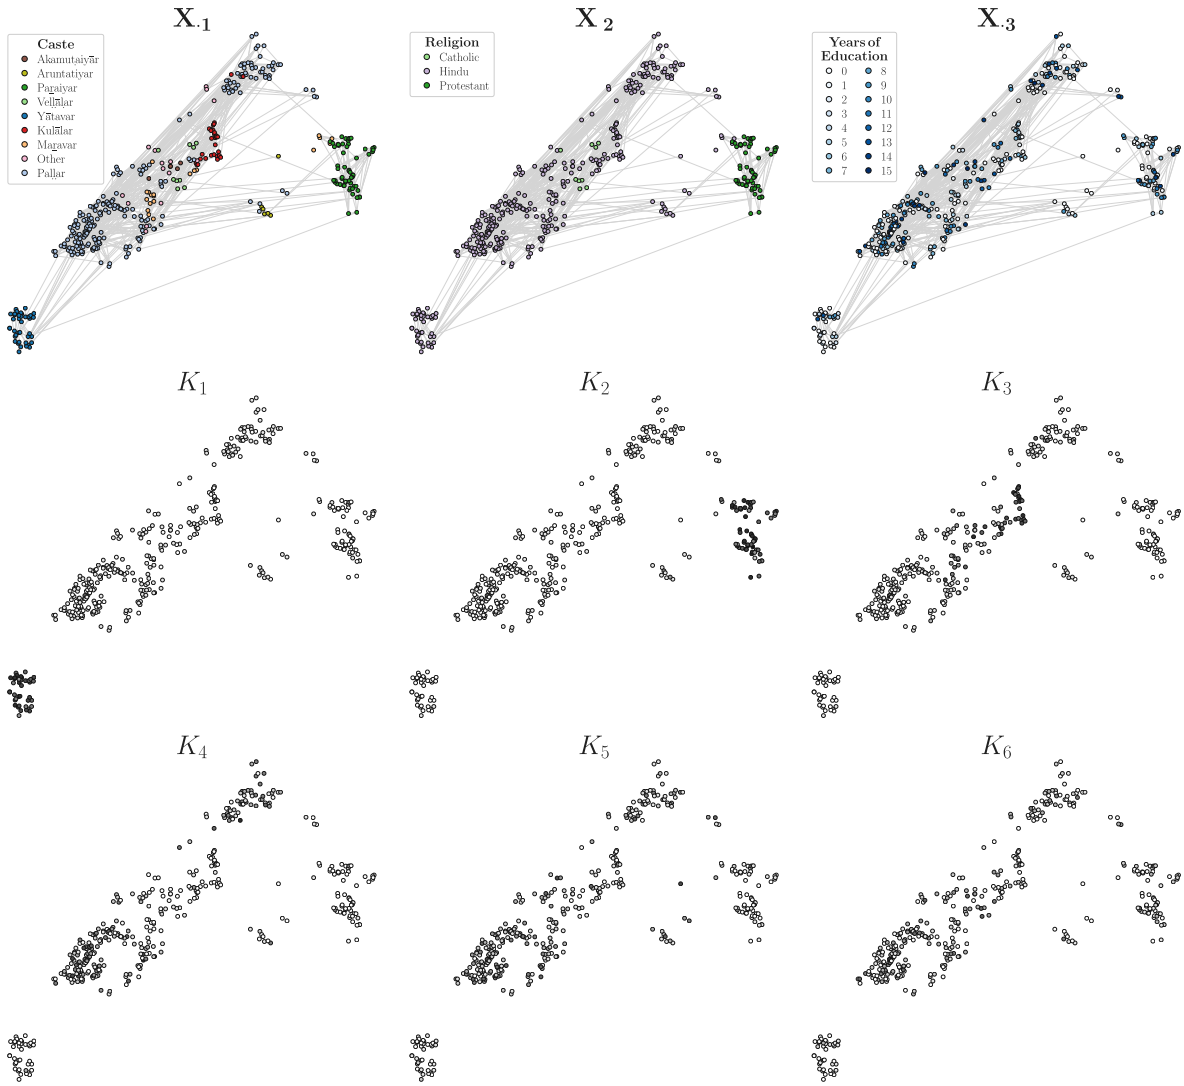 X.1
X.2
X.3
Caste
Akamuṭaiyār
Aruntatiyar
Paṟaiyar
Veḷḷāḷar
Yātavar
Kulālar
Maṟavar
Other
Paḷḷar
Religion
Catholic
Hindu
Protestant
Years of
Education
0 8
1 9
2 10
3 11
4 12
5 13
6 14
7 15
K1
K2
K3
K4
K5
K6